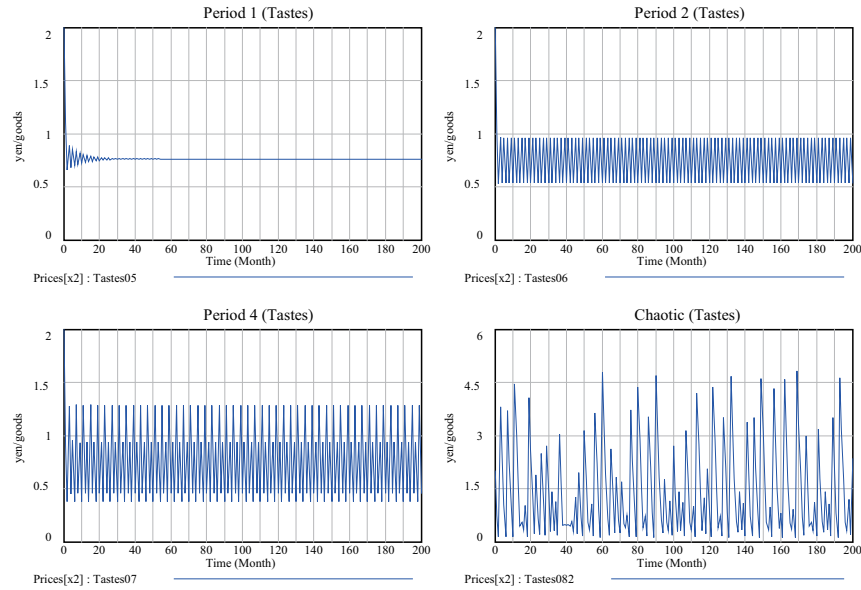 Period 1 (Tastes)
2
1.5
1
0.5
0
yen/goods
0 20 40 60 80 100 120 140 160 180 200
Time (Month)
Prices[x2] : Tastes05
Period 2 (Tastes)
2
1.5
1
0.5
0
yen/goods
0 20 40 60 80 100 120 140 160 180 200
Time (Month)
Prices[x2] : Tastes06
Period 4 (Tastes)
2
1.5
1
0.5
0
yen/goods
0 20 40 60 80 100 120 140 160 180 200
Time (Month)
Prices[x2] : Tastes07
Chaotic (Tastes)
6
4.5
3
1.5
0
yen/goods
0 20 40 60 80 100 120 140 160 180 200
Time (Month)
Prices[x2] : Tastes082